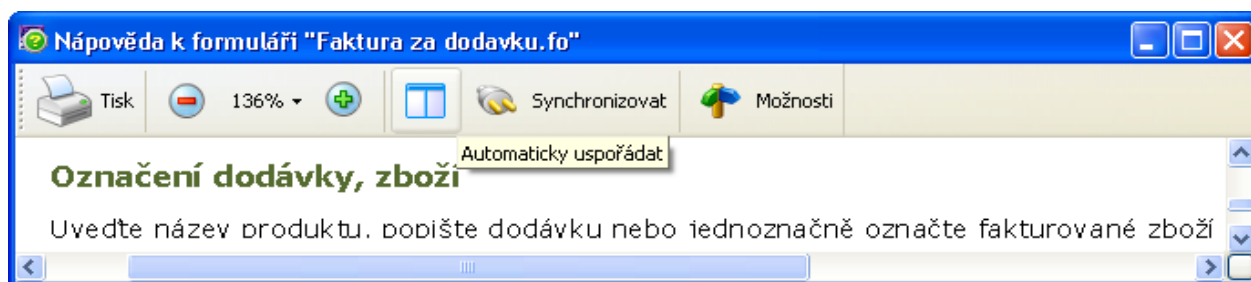 Nápověda k formuláři "Faktura za dodavku.fo"
Tisk 136% Synchronizovat Možnosti
Automaticky uspořádat
Označení dodávky, zboží
Uveďte název produktu, popište dodávku nebo jednoznačně označte fakturované zboží